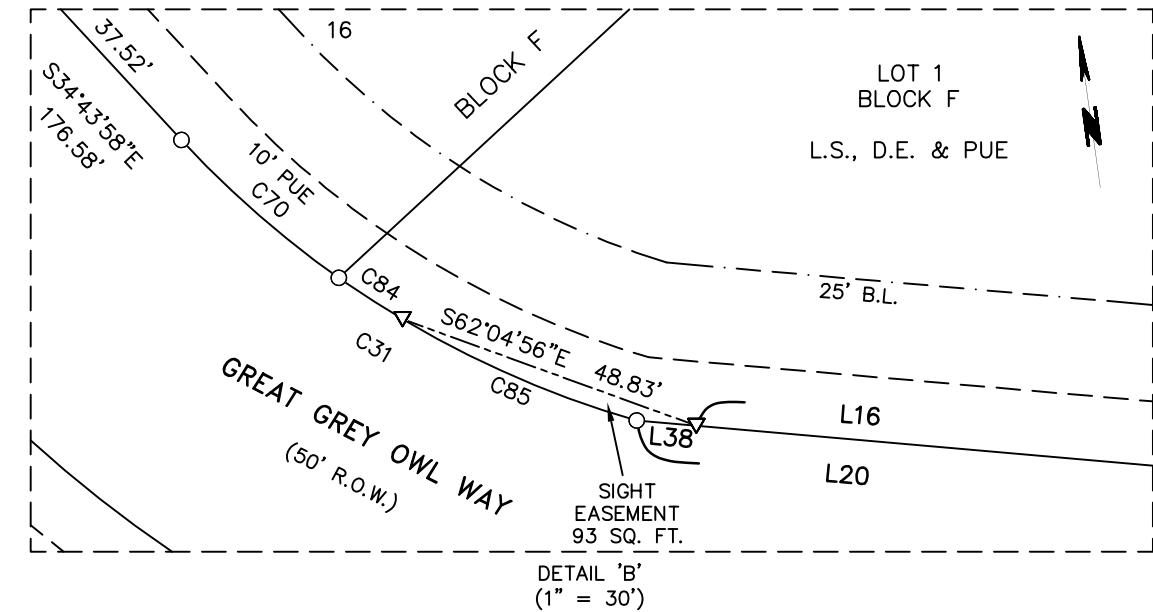 16
37.52'
S34°43'58"E
176.58'
BLOCK F
LOT 1
BLOCK F
L.S., D.E. & PUE
N
10' PUE
C70
C84
C31
S62°04'56"E
48.83'
C85
25' B.L.
L16
L38
L20
GREAT GREY OWL WAY
(50' R.O.W.)
SIGHT
EASEMENT
93 SQ. FT.
DETAIL 'B'
(1" = 30')